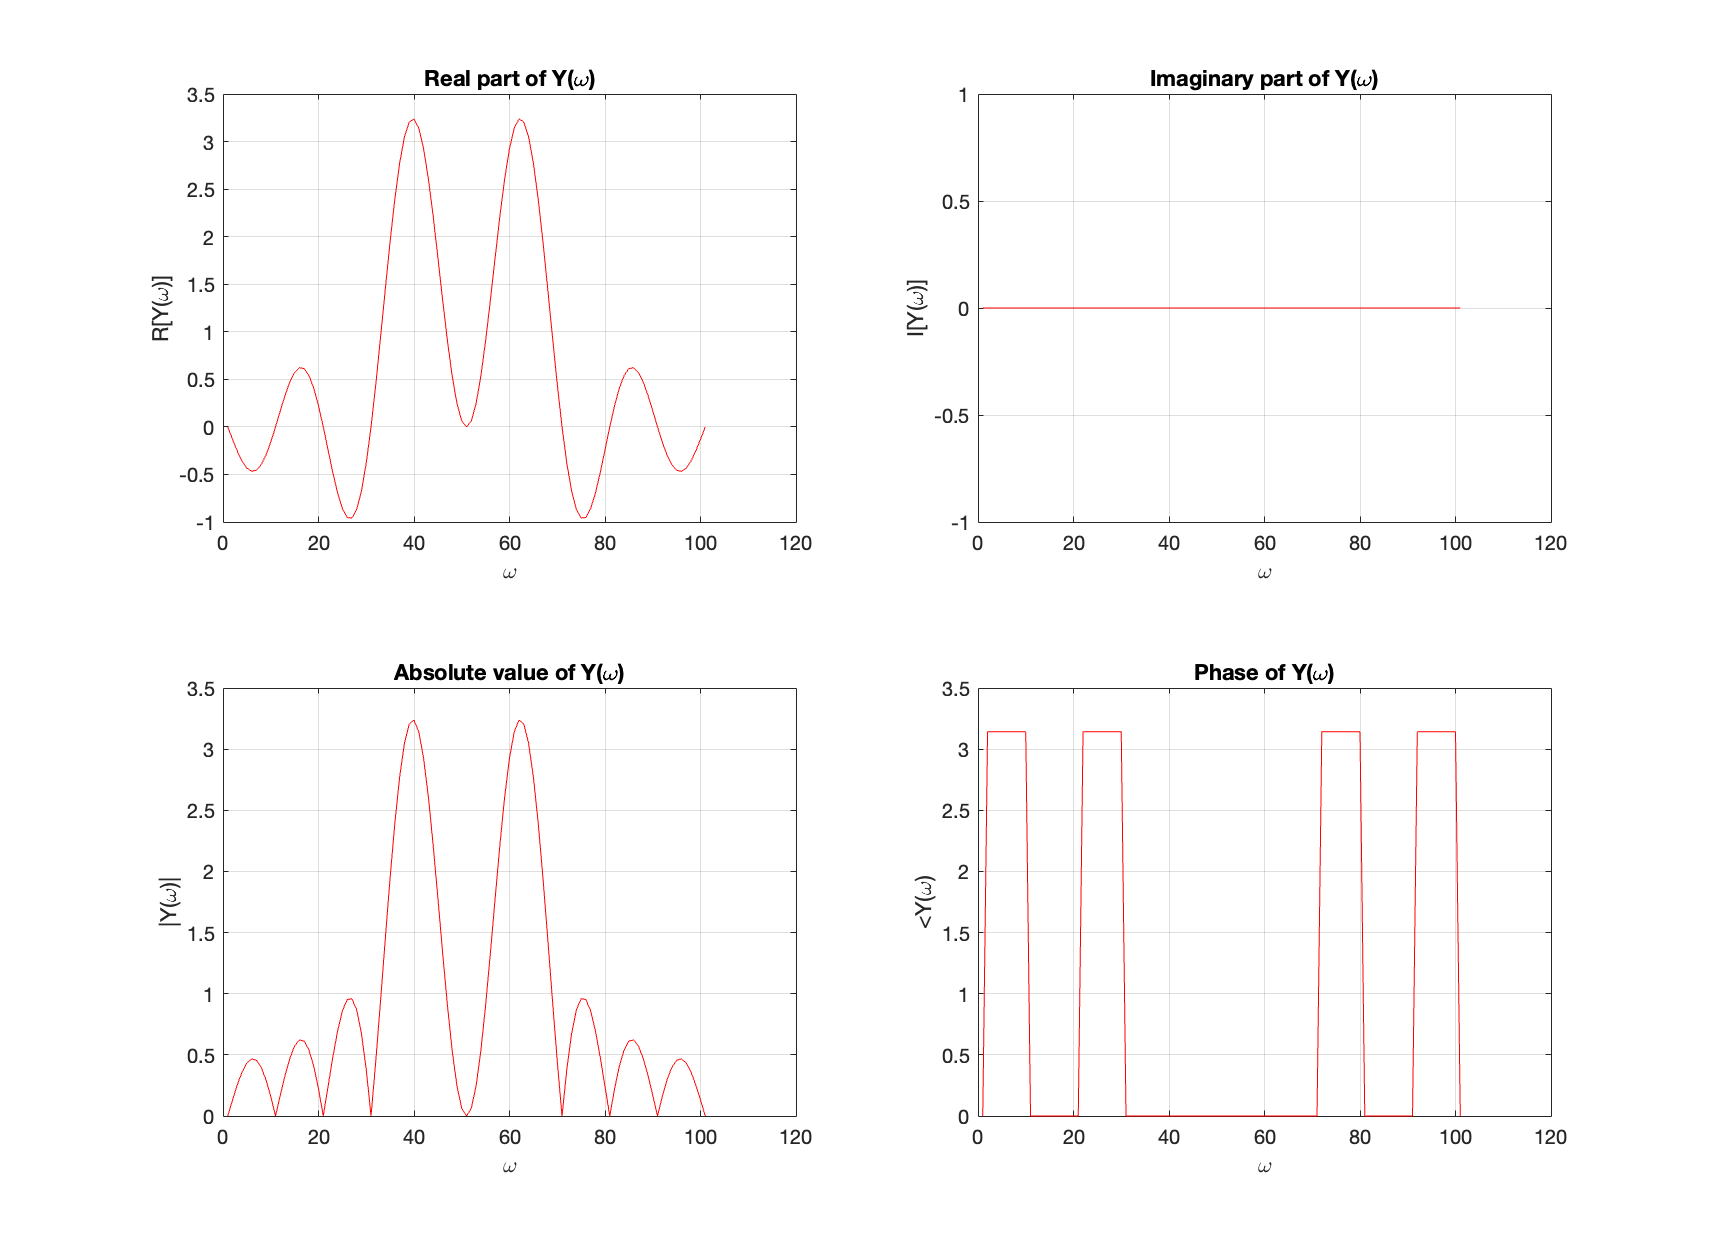 Real part of Y(ω)
3.5
3
2.5
2
1.5
1
0.5
0
-0.5
-1
R[Y(ω)]
0 20 40 60 80 100 120
ω
Imaginary part of Y(ω)
1
0.5
0
-0.5
-1
I[Y(ω)]
0 20 40 60 80 100 120
ω
Absolute value of Y(ω)
3.5
3
2.5
2
1.5
1
0.5
0
|Y(ω)|
0 20 40 60 80 100 120
ω
Phase of Y(ω)
3.5
3
2.5
2
1.5
1
0.5
0
<Y(ω)
0 20 40 60 80 100 120
ω